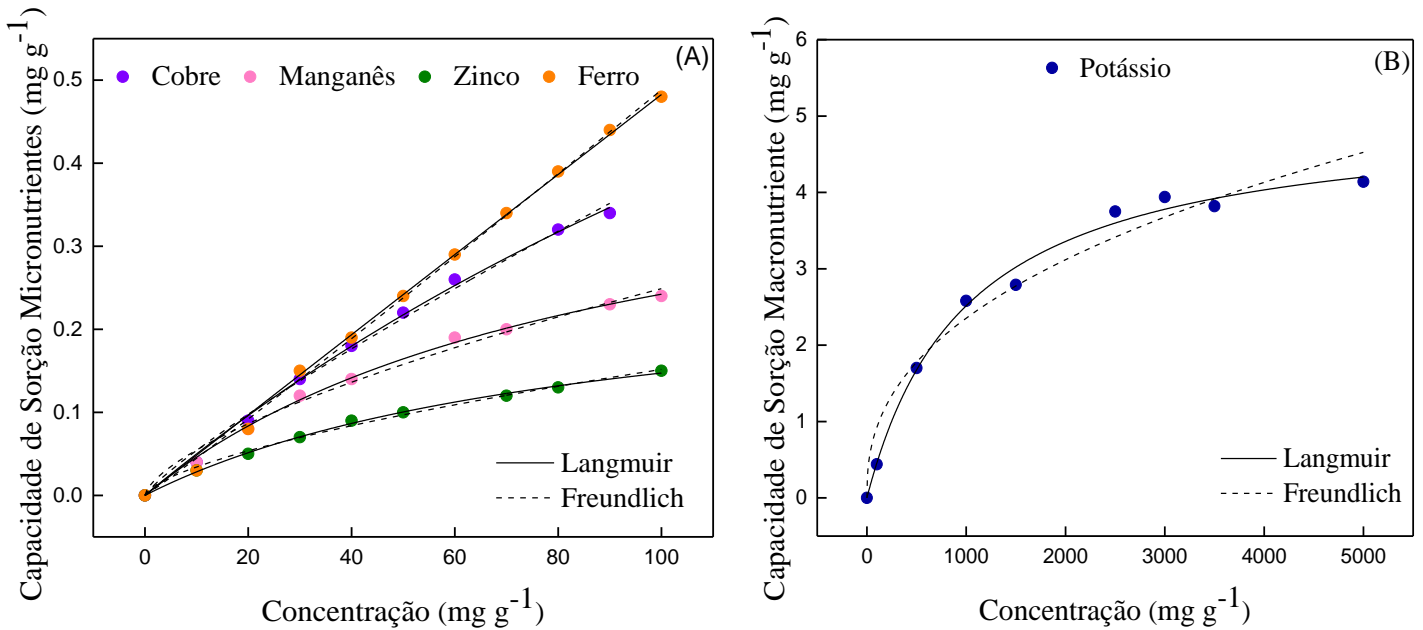 Capacidade de Sorção Micronutrientes (mg g-1)
(A)
Cobre Manganês Zinco Ferro
0.5
0.4
0.3
0.2
0.1
0.0
Langmuir
Freundlich
0 20 40 60 80 100
Concentração (mg g-1)
Capacidade de Sorção Macronutriente (mg g-1)
(B)
Potássio
6
5
4
3
2
1
0
Langmuir
Freundlich
0 1000 2000 3000 4000 5000
Concentração (mg g-1)